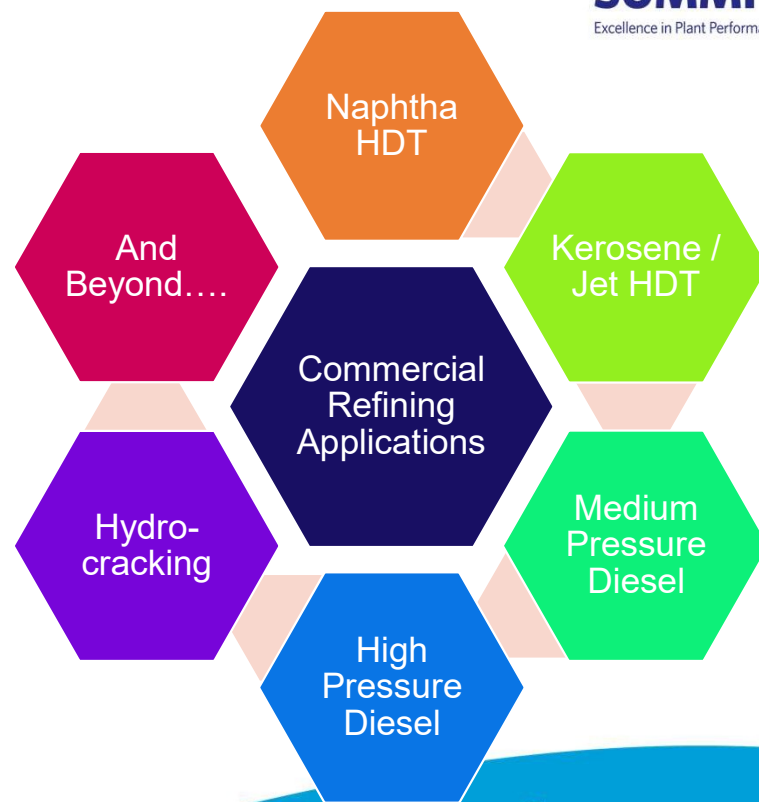 Excellence in Plant
Naphtha
HDT
Kerosene /
Jet HDT
And
Beyond....
Commercial
Refining
Applications
Medium
Pressure
Diesel
Hydro-
cracking
High
Pressure
Diesel